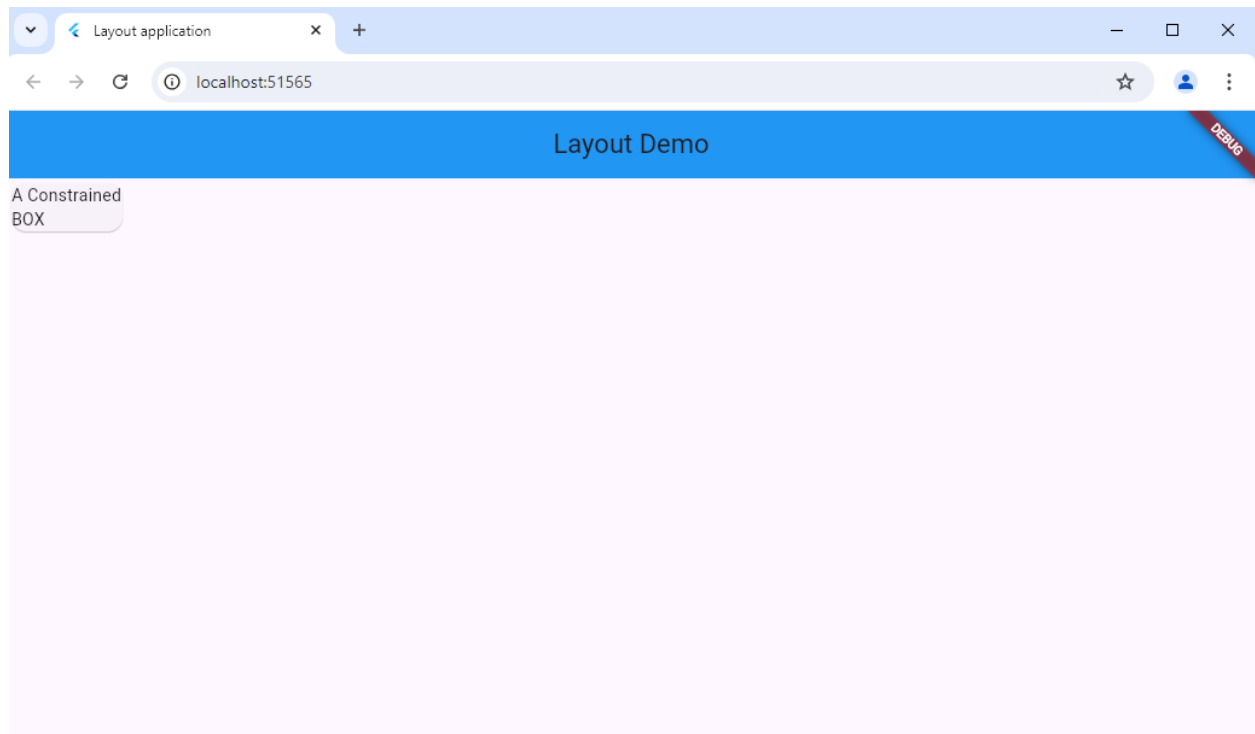 Layout application
localhost:51565
Layout Demo
DEBUG
A Constrained
BOX